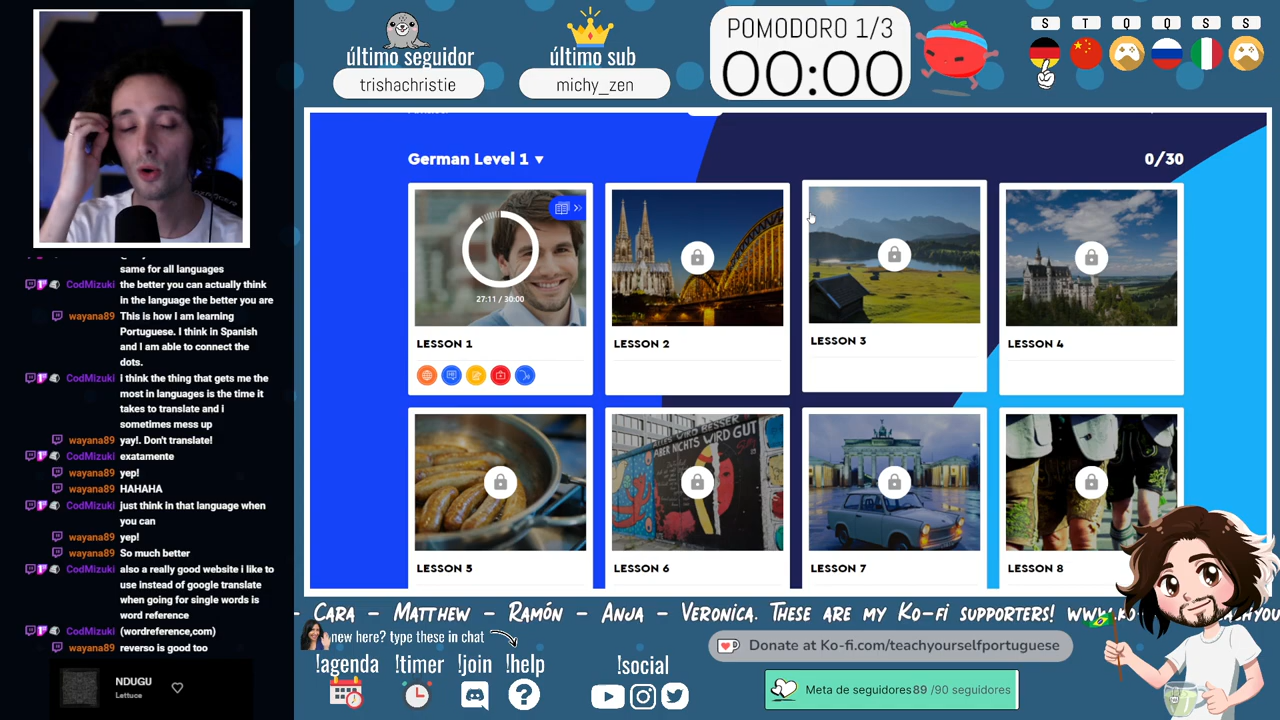 último seguidor
trishachristie
último sub
michy_zen
POMODORO 1/3
00:00
S T Q Q S S
German Level 1 ▼
0/30
27:11 / 30:00
LESSON 1
LESSON 2
LESSON 3
LESSON 4
WIRD BESSER
ABER NICHTS WIRD GUT
LESSON 5
LESSON 6
LESSON 7
LESSON 8
same for all languages
CodMizuki the better you can actually think
in the language the better you are
wayana89 This is how I am learning
Portuguese. I think in Spanish
and I am able to connect the
dots.
CodMizuki i think the thing that gets me the
most in languages is the time it
takes to translate and i
sometimes mess up
wayana89 yay!. Don't translate!
CodMizuki exatamente
wayana89 yep!
wayana89 HAHAHA
CodMizuki just think in that language when
you can
wayana89 yep!
wayana89 So much better
CodMizuki also a really good website i like to
use instead of google translate
when going for single words is
word reference
CodMizuki (wordreference,com)
wayana89 reverso is good too
NDUGU
Lettuce
- Cara - Matthew - Ramón - Anja - Veronica. These are my Ko-fi supporters! www.ko
new here? type these in chat
!agenda !timer !join !help
!social
Donate at Ko-fi.com/teachyourselfportuguese
Meta de seguidores 89 /90 seguidores